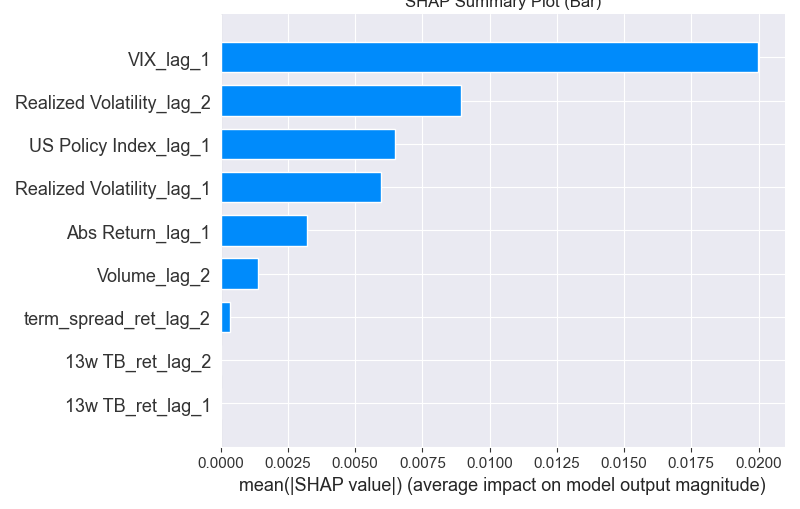 SHAP Summary Plot (Bar)
VIX_lag_1
Realized Volatility_lag_2
US Policy Index_lag_1
Realized Volatility_lag_1
Abs Return_lag_1
Volume_lag_2
term_spread_ret_lag_2
13w TB_ret_lag_2
13w TB_ret_lag_1
0.0000 0.0025 0.0050 0.0075 0.0100 0.0125 0.0150 0.0175 0.0200
mean(|SHAP value|) (average impact on model output magnitude)